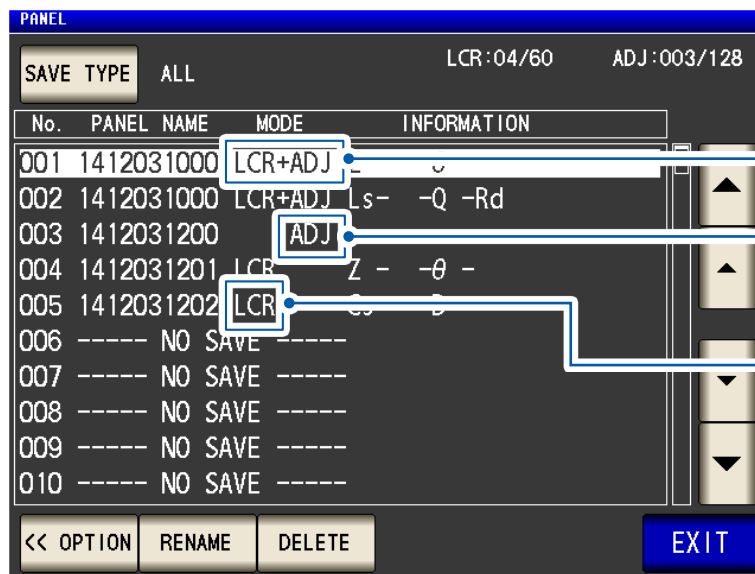 PANEL
SAVE TYPE ALL LCR:04/60 ADJ:003/128
No. PANEL NAME MODE INFORMATION
001 1412031000 LCR+ADJ
002 1412031000 LCR+ADJ Ls- -Q -Rd
003 1412031200 ADJ
004 1412031201 LCR Z - -θ -
005 1412031202 LCR
006 ----- NO SAVE -----
007 ----- NO SAVE -----
008 ----- NO SAVE -----
009 ----- NO SAVE -----
010 ----- NO SAVE -----
<< OPTION RENAME DELETE EXIT